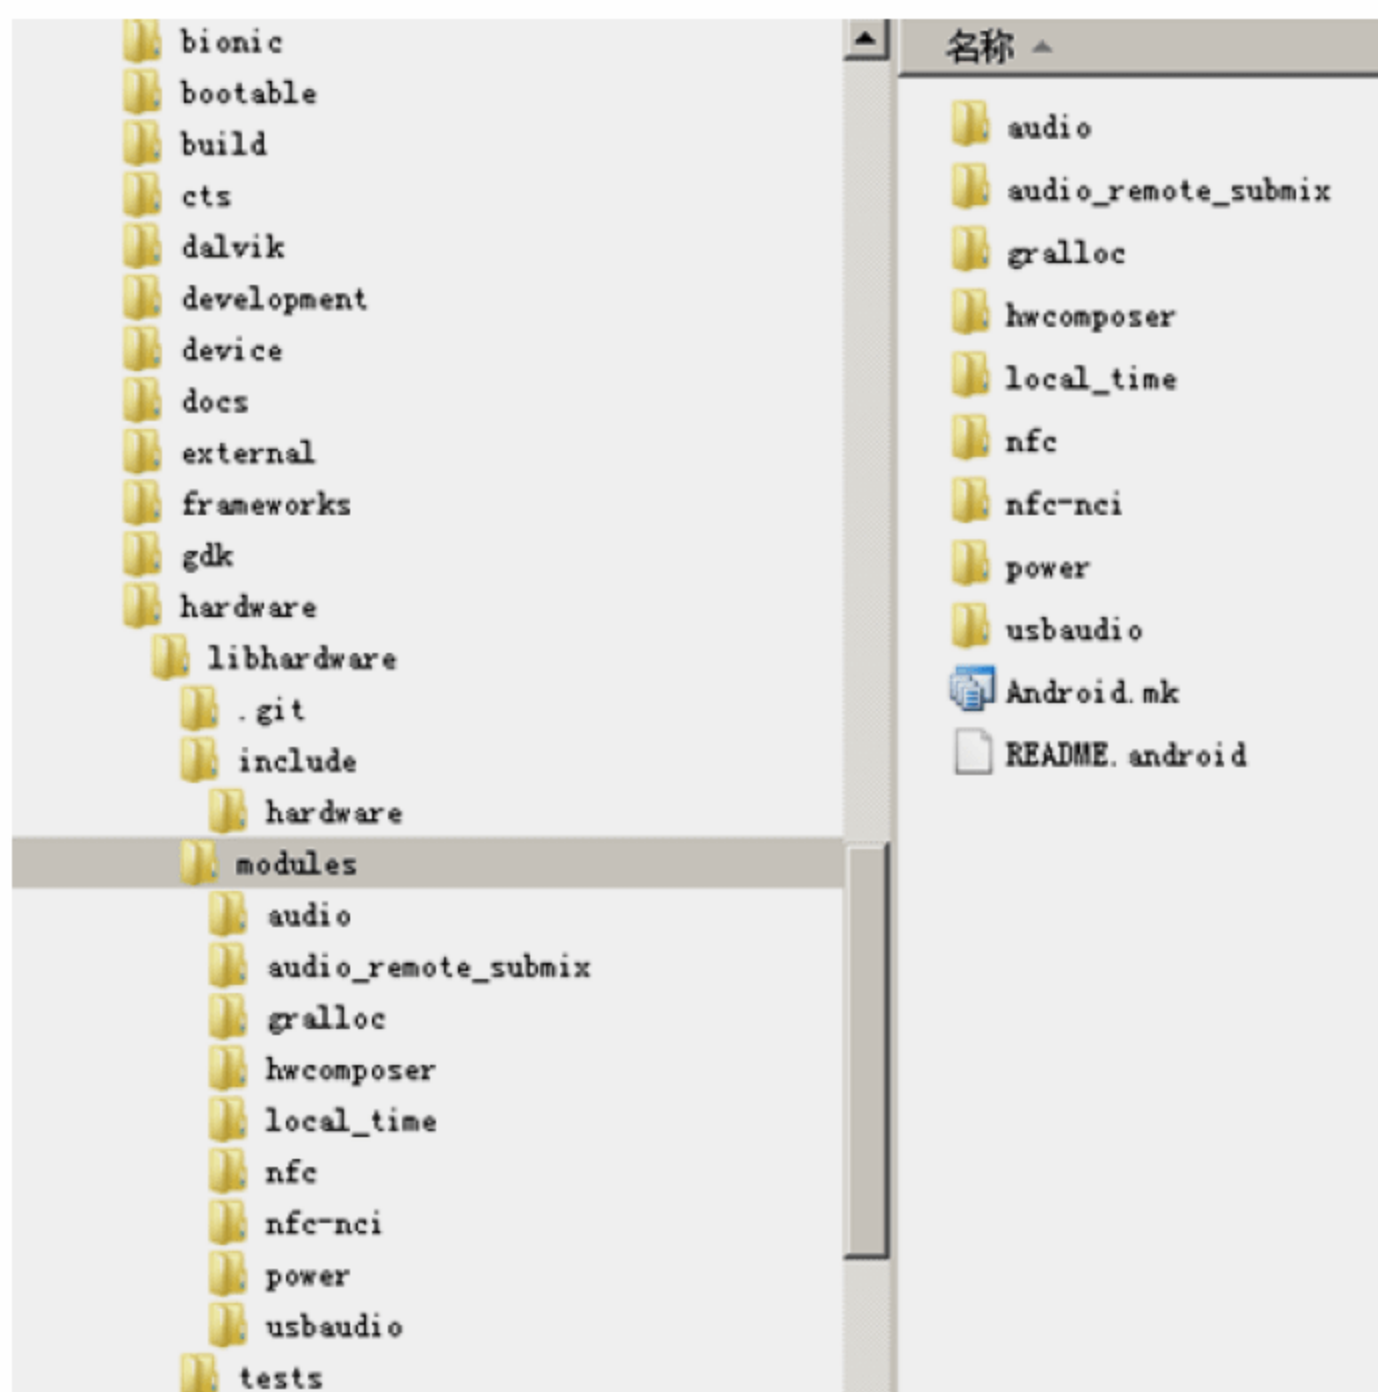 bionic
bootable
build
cts
dalvik
development
device
docs
external
frameworks
gdk
hardware
libhardware
.git
include
hardware
modules
audio
audio_remote_submix
gralloc
hwcomposer
local_time
nfc
nfc-nci
power
usbaudio
tests
名称
audio
audio_remote_submix
gralloc
hwcomposer
local_time
nfc
nfc-nci
power
usbaudio
Android.mk
README.android